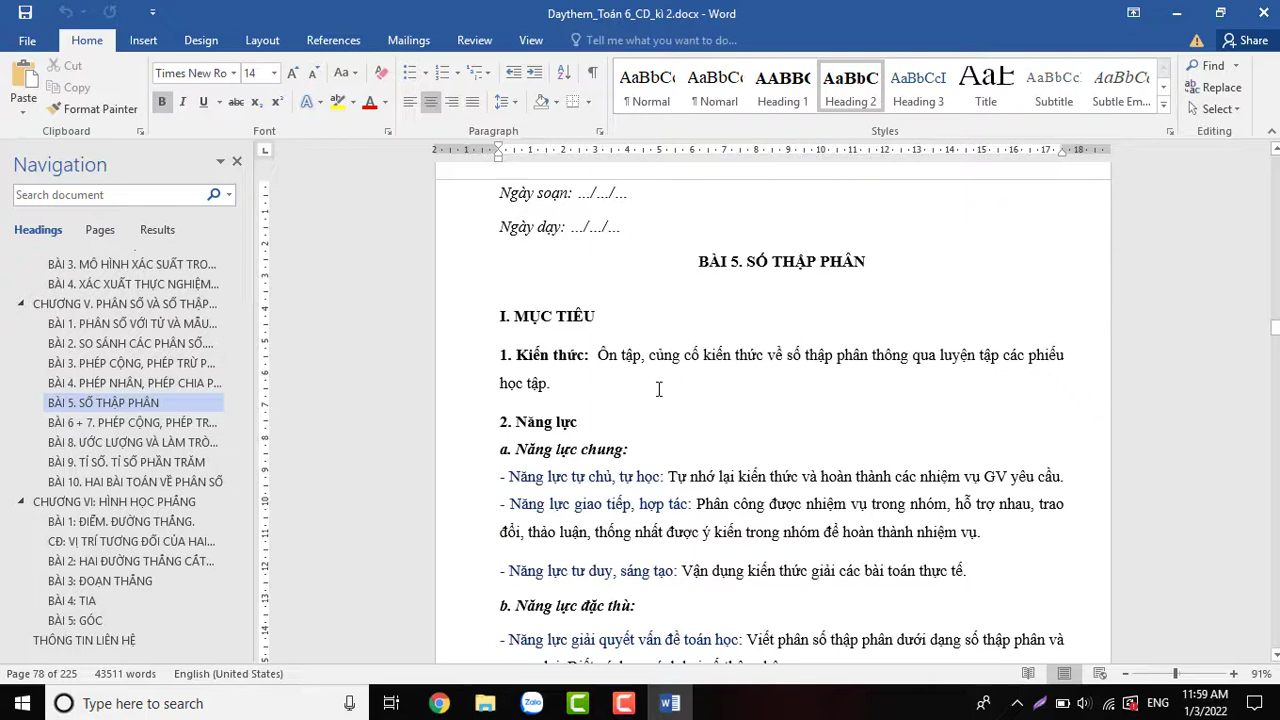 Daythem_Toán 6_CD_kì 2.docx - Word
File Home Insert Design Layout References Mailings Review View Tell me what you want to do... Share
Paste Cut Copy Format Painter
Times New Ro 14
AaBbCc AaBbCc AABBC AaBbC AaBbCcI AaB AaBbCcD AaBbCc
¶ Normal ¶ Nomarl Heading 1 Heading 2 Heading 3 Title Subtitle Subtle Em...
Find Replace Select
Clipboard Font Paragraph Styles Editing
Navigation
Search document
Headings Pages Results
BÀI 3. MÔ HÌNH XÁC SUẤT TRO...
BÀI 4. XÁC XUẤT THỰC NGHIỆM...
CHƯƠNG V. PHÂN SỐ VÀ SỐ THẬP...
BÀI 1. PHÂN SỐ VỚI TỬ VÀ MẪU...
BÀI 2. SO SÁNH CÁC PHÂN SỐ....
BÀI 3. PHÉP CỘNG, PHÉP TRỪ P...
BÀI 4. PHÉP NHÂN, PHÉP CHIA P...
BÀI 5. SỐ THẬP PHÂN
BÀI 6 + 7. PHÉP CỘNG, PHÉP TR...
BÀI 8. ƯỚC LƯỢNG VÀ LÀM TRÒ...
BÀI 9. TỈ SỐ. TỈ SỐ PHẦN TRĂM
BÀI 10. HAI BÀI TOÁN VỀ PHÂN SỐ
CHƯƠNG VI: HÌNH HỌC PHẲNG
BÀI 1: ĐIỂM. ĐƯỜNG THẲNG.
CĐ: VỊ TRÍ TƯƠNG ĐỐI CỦA HAI...
BÀI 2: HAI ĐƯỜNG THẲNG CẮT...
BÀI 3: ĐOẠN THẲNG
BÀI 4: TIA
BÀI 5: GÓC
THÔNG TIN LIÊN HỆ
Ngày soạn: .../.../...
Ngày dạy: .../.../...
BÀI 5. SỐ THẬP PHÂN
I. MỤC TIÊU
1. Kiến thức: Ôn tập, củng cố kiến thức về số thập phân thông qua luyện tập các phiếu
học tập.
2. Năng lực
a. Năng lực chung:
- Năng lực tự chủ, tự học: Tự nhớ lại kiến thức và hoàn thành các nhiệm vụ GV yêu cầu.
- Năng lực giao tiếp, hợp tác: Phân công được nhiệm vụ trong nhóm, hỗ trợ nhau, trao
đổi, thảo luận, thống nhất được ý kiến trong nhóm để hoàn thành nhiệm vụ.
- Năng lực tư duy, sáng tạo: Vận dụng kiến thức giải các bài toán thực tế.
b. Năng lực đặc thù:
- Năng lực giải quyết vấn đề toán học: Viết phân số thập phân dưới dạng số thập phân và
Page 78 of 225 43511 words English (United States) 91%
Type here to search
Zalo
ENG
11:59 AM
1/3/2022